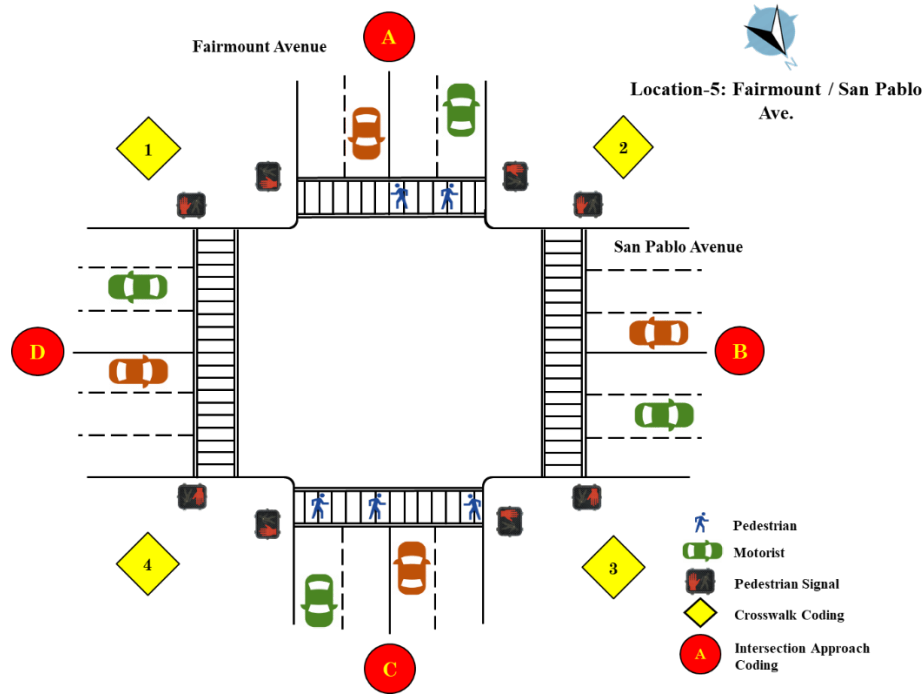 A
Fairmount Avenue
N
Location-5: Fairmount / San Pablo
Ave.
1
2
San Pablo Avenue
D
B
4
3
C
Pedestrian
Motorist
Pedestrian Signal
Crosswalk Coding
A
Intersection Approach
Coding